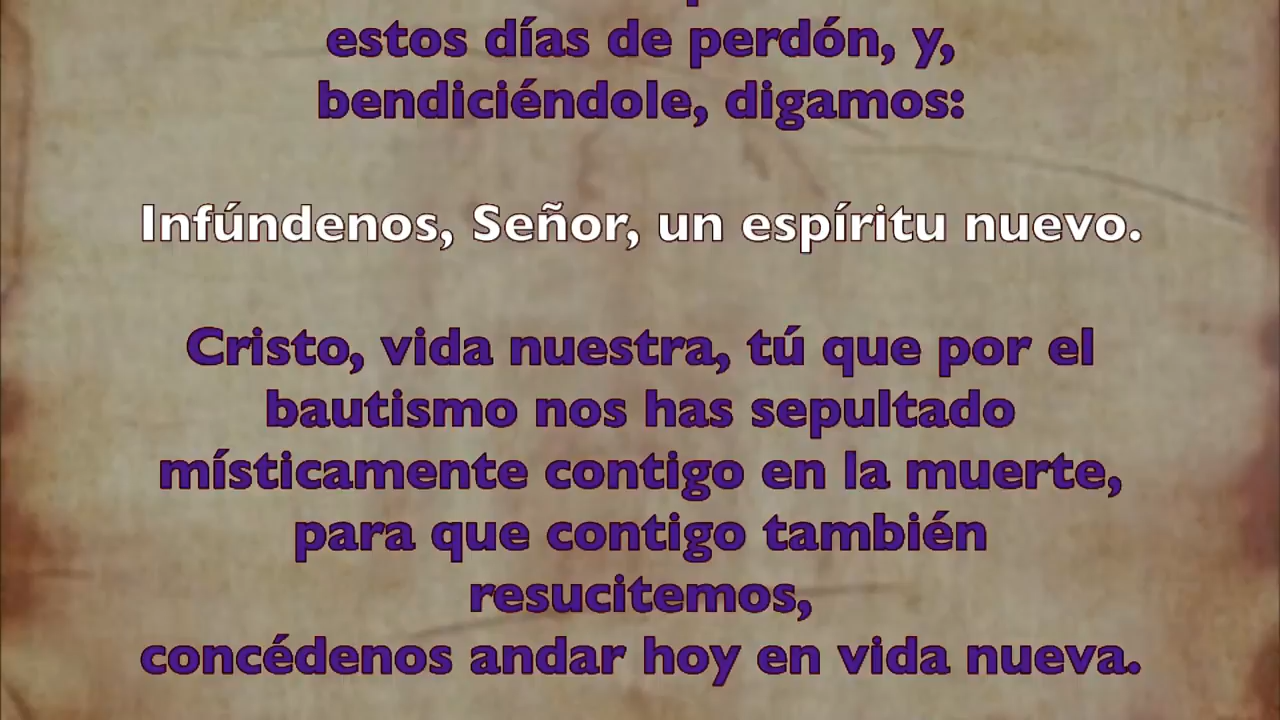 estos días de perdón, y,
bendiciéndole, digamos:
Infúndenos, Señor, un espíritu nuevo.
Cristo, vida nuestra, tú que por el
bautismo nos has sepultado
místicamente contigo en la muerte,
para que contigo también
resucitemos,
concédenos andar hoy en vida nueva.